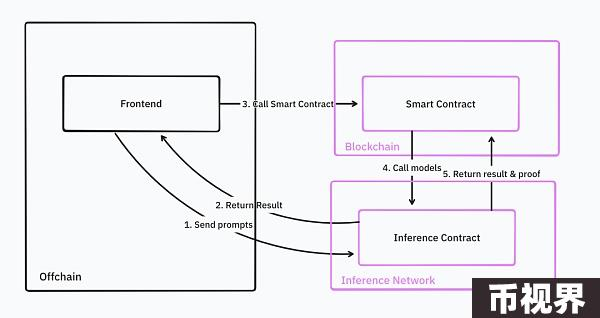 Frontend
3. Call Smart Contract
Smart Contract
Blockchain
4. Call models
5. Return result & proof
2. Return Result
1. Send prompts
Inference Contract
Offchain
Inference Network
币视界